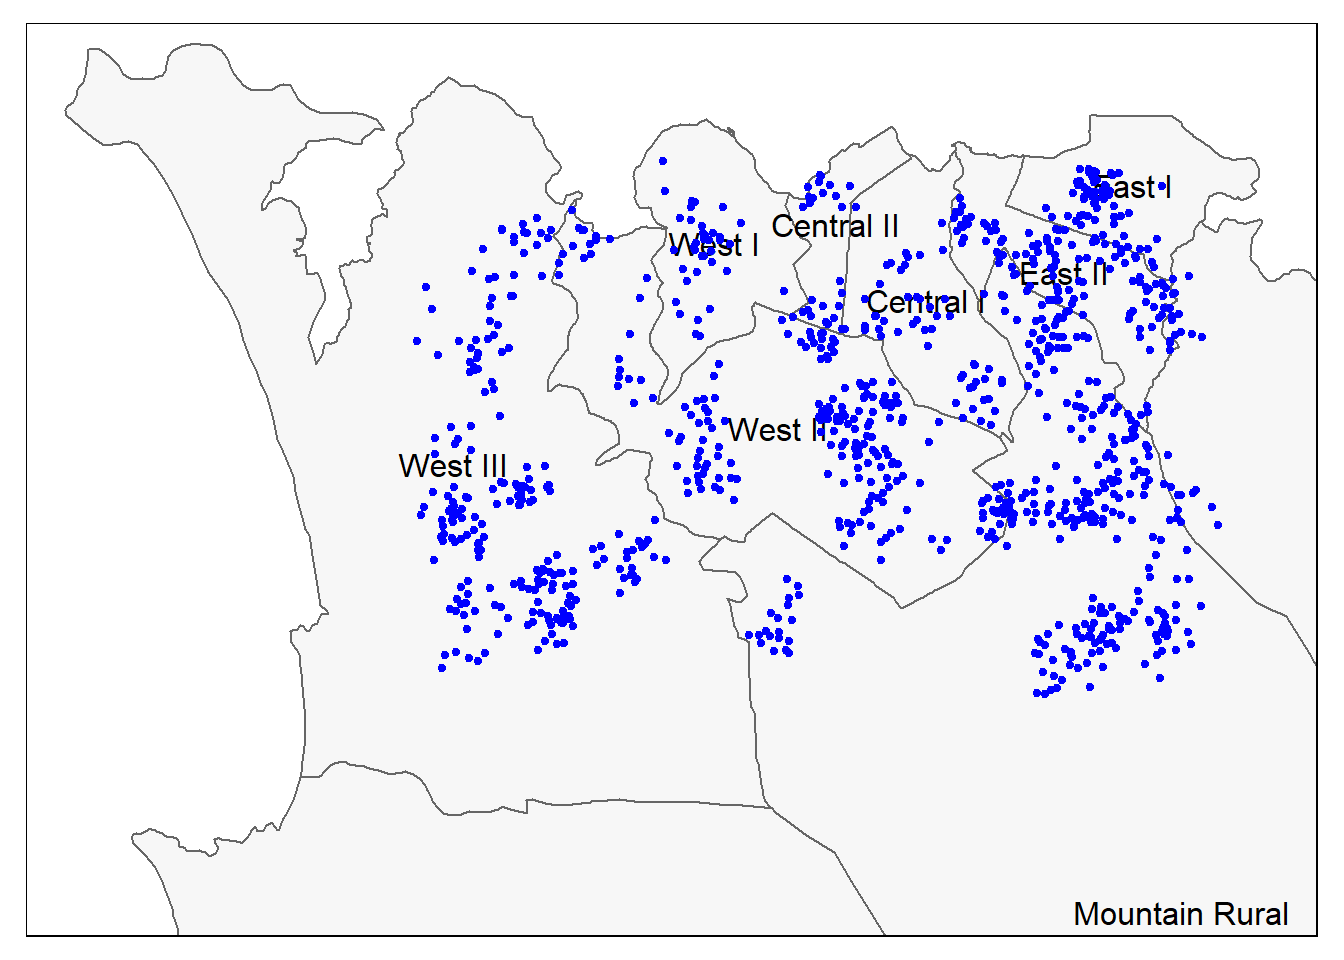 East I
Central II
West I
East II
Central I
West II
West III
Mountain Rural